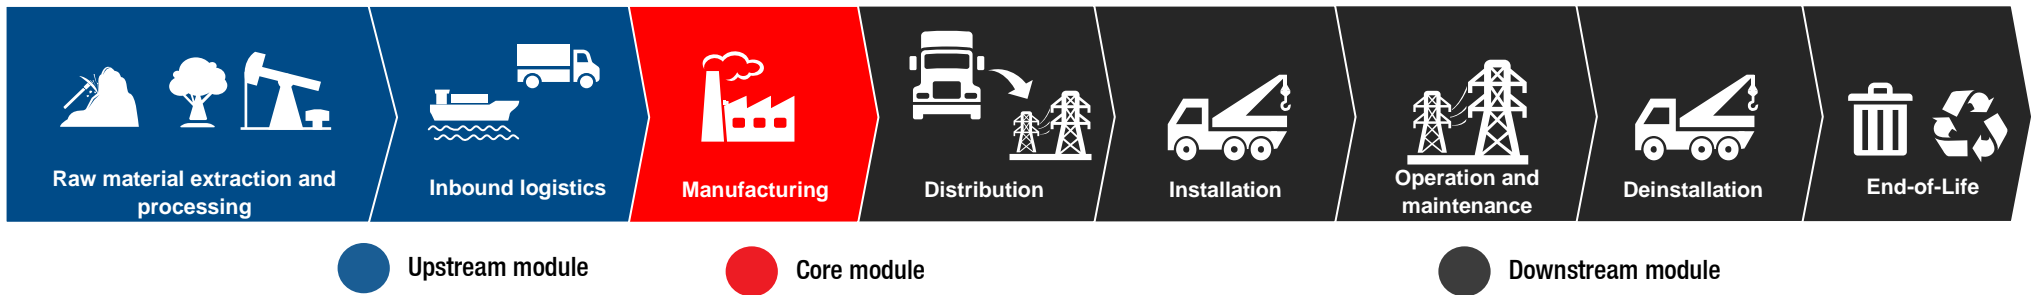 Raw material extraction and
processing
Inbound logistics
Manufacturing
Distribution
Installation
Operation and
maintenance
Deinstallation
End-of-Life
Upstream module
Core module
Downstream module